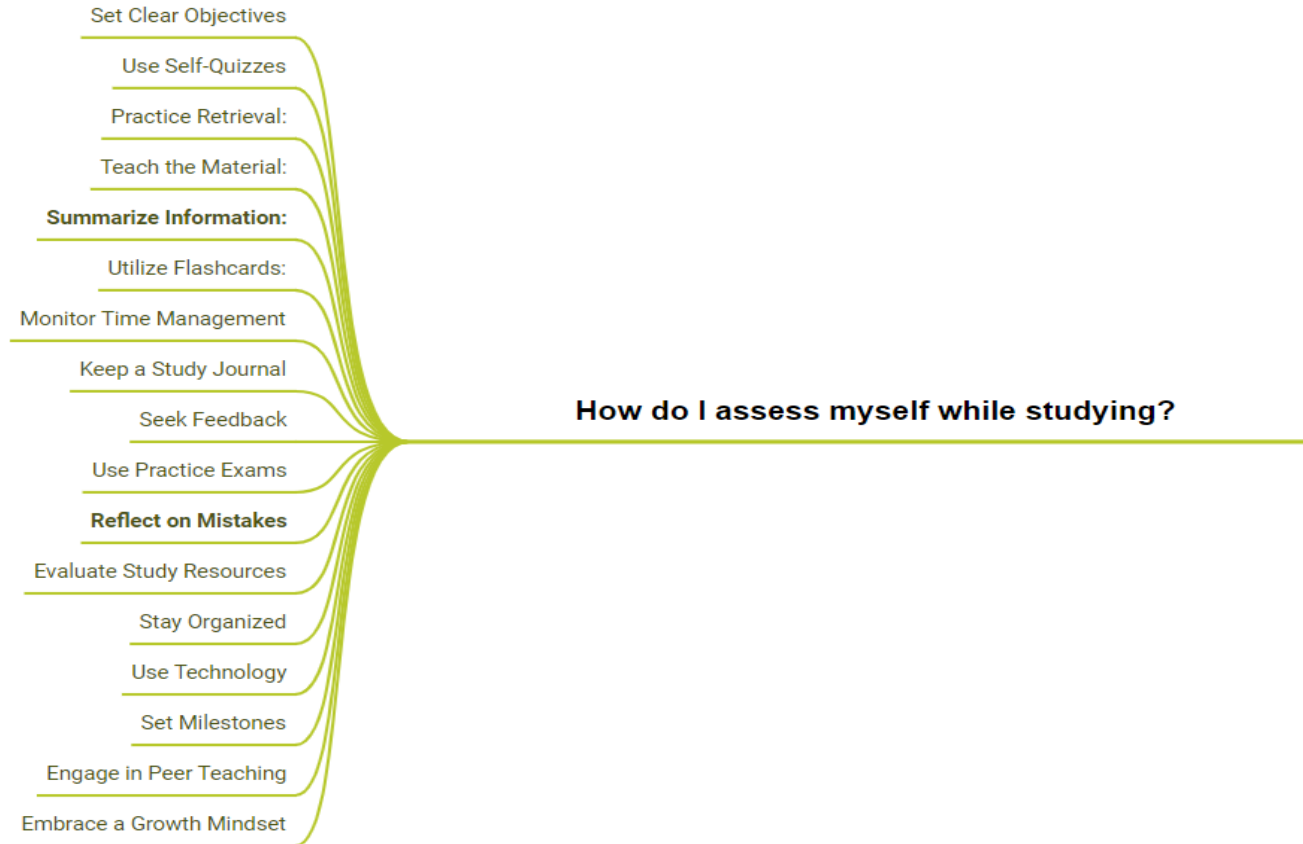 Set Clear Objectives
Use Self-Quizzes
Practice Retrieval:
Teach the Material:
Summarize Information:
Utilize Flashcards:
Monitor Time Management
Keep a Study Journal
Seek Feedback
Use Practice Exams
Reflect on Mistakes
Evaluate Study Resources
Stay Organized
Use Technology
Set Milestones
Engage in Peer Teaching
Embrace a Growth Mindset
How do I assess myself while studying?